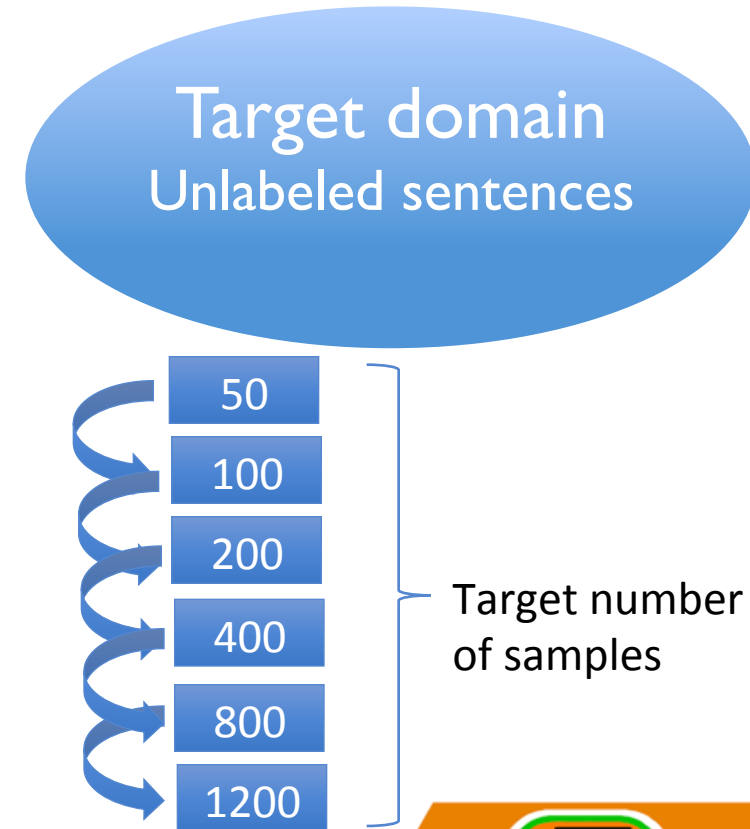 Target domain
Unlabeled sentences
50
100
200
400
800
1200
Target number
of samples